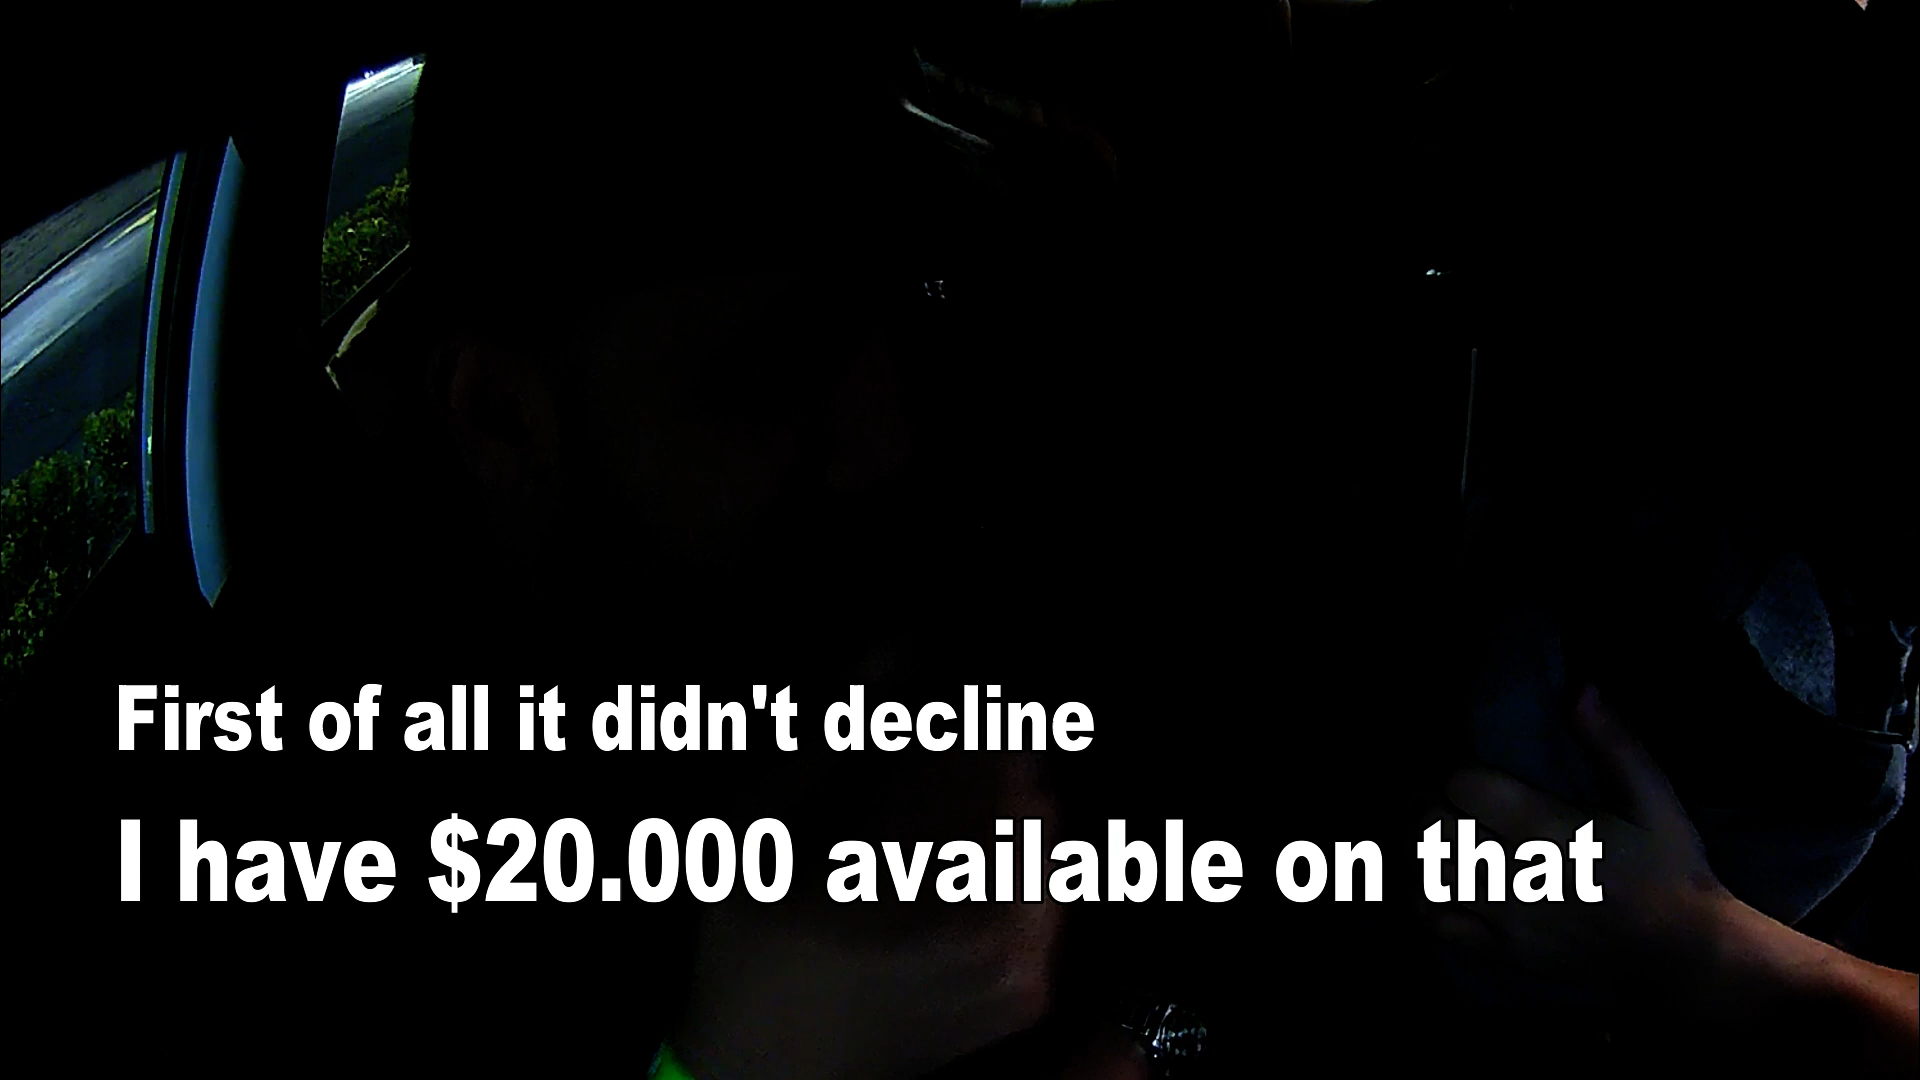 First of all it didn't decline
I have $20.000 available on that